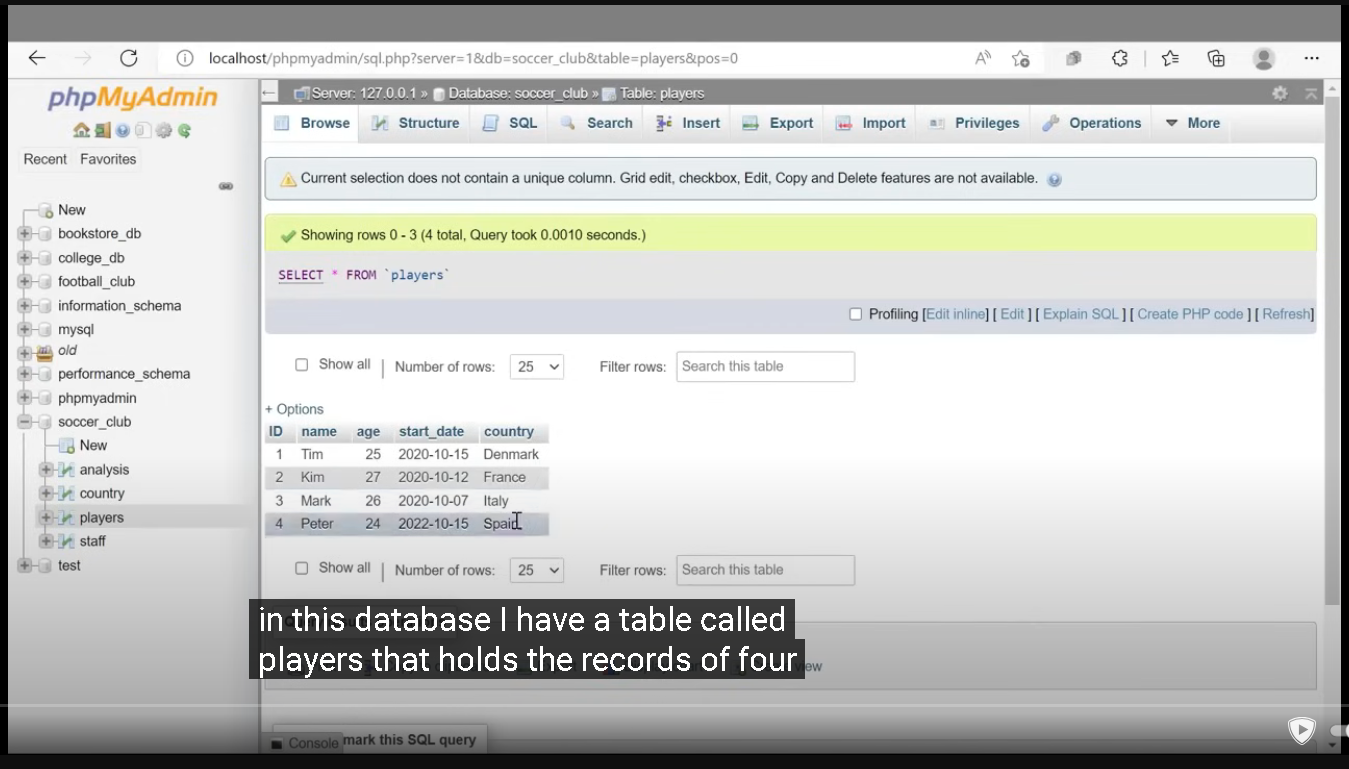 localhost/phpmyadmin/sql.php?server=1&db=soccer_club&table=players&pos=0
phpMyAdmin
Recent Favorites
New
bookstore_db
college_db
football_club
information_schema
mysql
old
performance_schema
phpmyadmin
soccer_club
New
analysis
country
players
staff
test
Server: 127.0.0.1 » Database: soccer_club » Table: players
Browse Structure SQL Search Insert Export Import Privileges Operations More
Current selection does not contain a unique column. Grid edit, checkbox, Edit, Copy and Delete features are not available.
Showing rows 0 - 3 (4 total, Query took 0.0010 seconds.)
SELECT * FROM `players`
Profiling [Edit inline] [ Edit ] [ Explain SQL ] [ Create PHP code ] [ Refresh]
Show all | Number of rows: 25 Filter rows: Search this table
+ Options
ID name age start_date country
1 Tim 25 2020-10-15 Denmark
2 Kim 27 2020-10-12 France
3 Mark 26 2020-10-07 Italy
4 Peter 24 2022-10-15 Spain
Show all | Number of rows: 25 Filter rows: Search this table
in this database I have a table called
players that holds the records of four
Console mark this SQL query